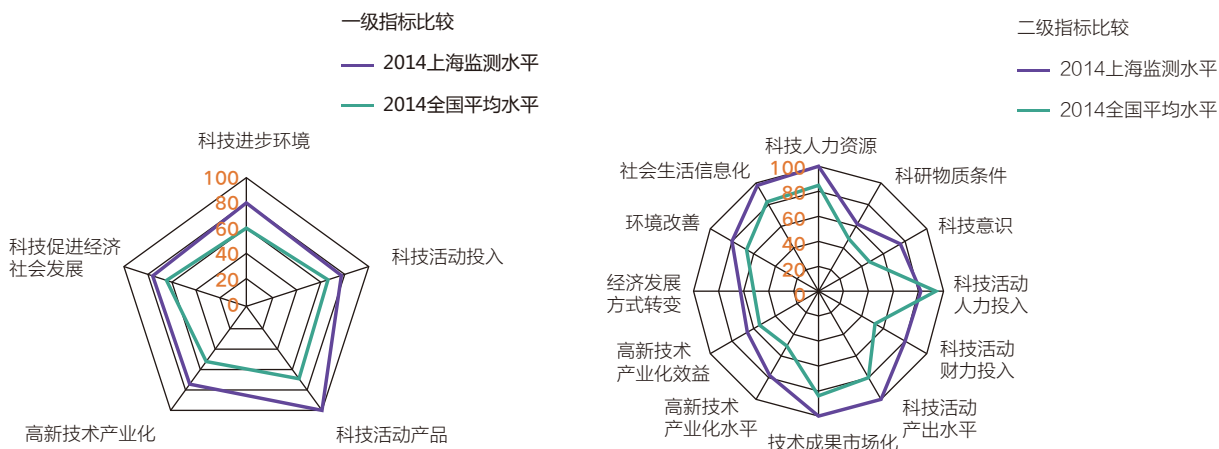 一级指标比较
2014上海监测水平
2014全国平均水平
科技进步环境
100
80
60
40
20
0
科技促进经济
社会发展
科技活动投入
高新技术产业化
科技活动产品
二级指标比较
2014上海监测水平
2014全国平均水平
科技人力资源
社会生活信息化
科研物质条件
环境改善
科技意识
经济发展
方式转变
科技活动
人力投入
高新技术
产业化效益
科技活动
财力投入
高新技术
产业化水平
科技活动
产出水平
技术成果市场化
100
80
60
40
20
0